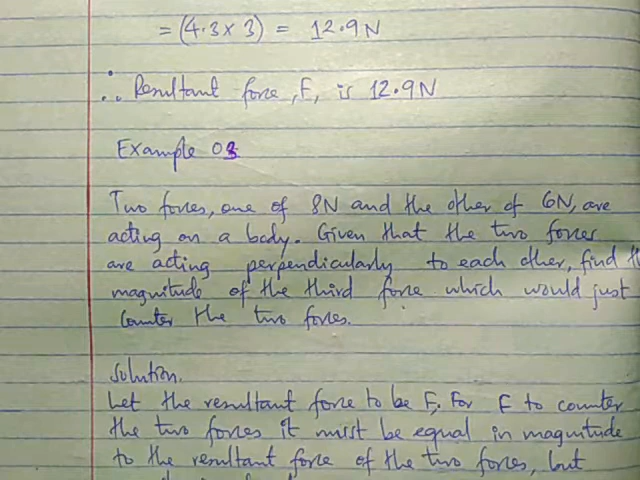 = (4.3 x 3) = 12.9N
∴ Resultant force, F, is 12.9N
Example 03
Two forces, one of 8N and the other of 6N, are
acting on a body. Given that the two forces
are acting perpendicularly to each other, find th
magnitude of the third force which would just
counter the two forces.
Solution.
Let the resultant force to be F. For F to counter
the two forces it must be equal in magnitude
to the resultant force of the two forces, but